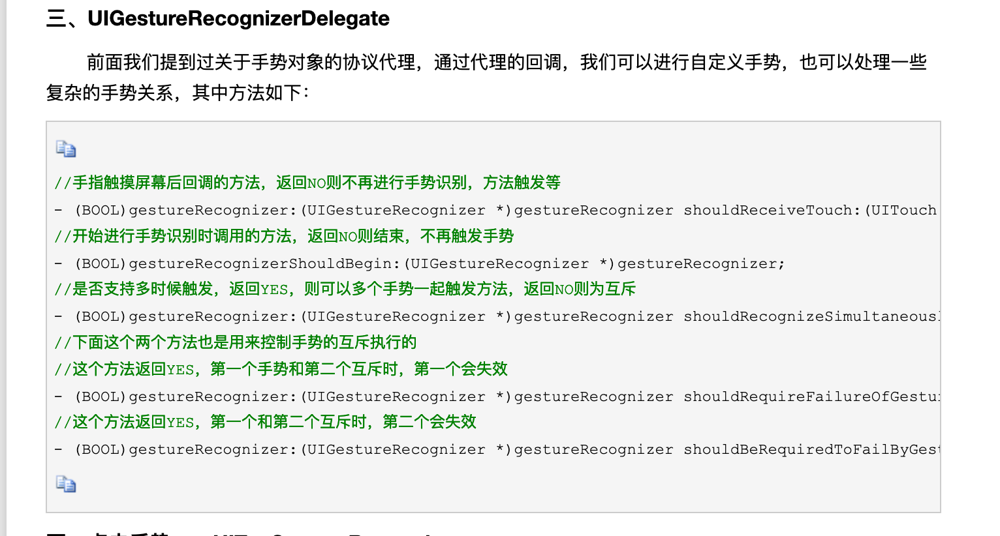 三、UIGestureRecognizerDelegate
前面我们提到过关于手势对象的协议代理，通过代理的回调，我们可以进行自定义手势，也可以处理一些
复杂的手势关系，其中方法如下：
//手指触摸屏幕后回调的方法，返回NO则不再进行手势识别，方法触发等
- (BOOL)gestureRecognizer:(UIGestureRecognizer *)gestureRecognizer shouldReceiveTouch:(UITouch
//开始进行手势识别时调用的方法，返回NO则结束，不再触发手势
- (BOOL)gestureRecognizerShouldBegin:(UIGestureRecognizer *)gestureRecognizer;
//是否支持多时候触发，返回YES，则可以多个手势一起触发方法，返回NO则为互斥
- (BOOL)gestureRecognizer:(UIGestureRecognizer *)gestureRecognizer shouldRecognizeSimultaneousl
//下面这个两个方法也是用来控制手势的互斥执行的
//这个方法返回YES，第一个手势和第二个互斥时，第一个会失效
- (BOOL)gestureRecognizer:(UIGestureRecognizer *)gestureRecognizer shouldRequireFailureOfGestur
//这个方法返回YES，第一个和第二个互斥时，第二个会失效
- (BOOL)gestureRecognizer:(UIGestureRecognizer *)gestureRecognizer shouldBeRequiredToFailByGest